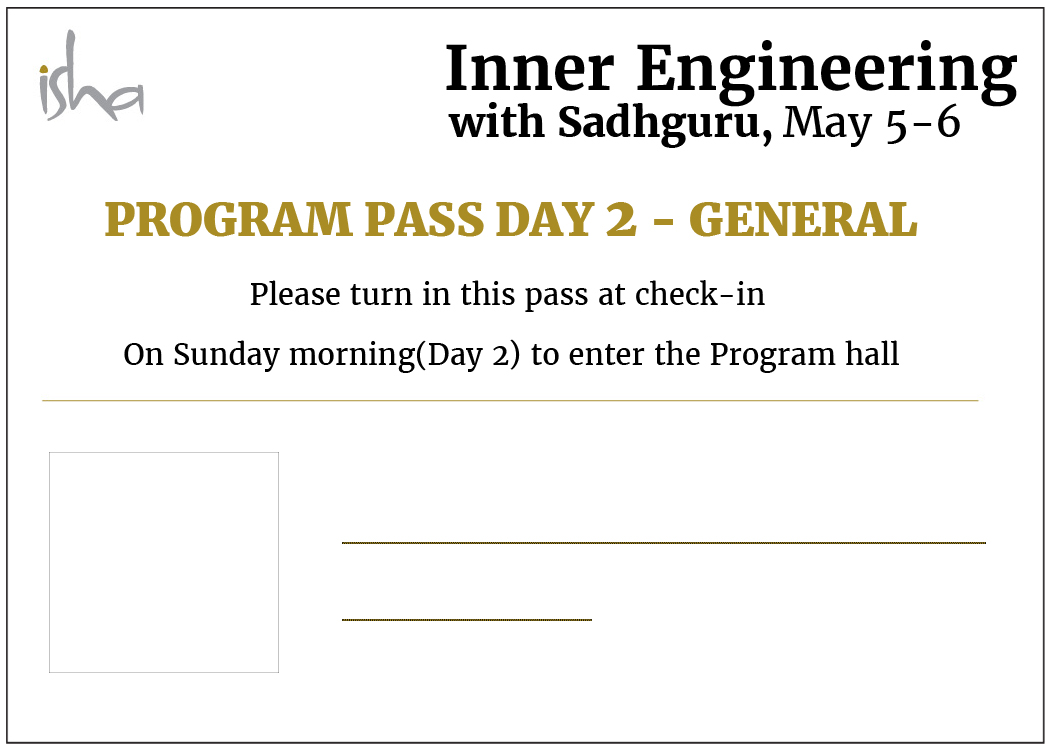 isha
Inner Engineering
with Sadhguru, May 5-6
PROGRAM PASS DAY 2 - GENERAL
Please turn in this pass at check-in
On Sunday morning(Day 2) to enter the Program hall